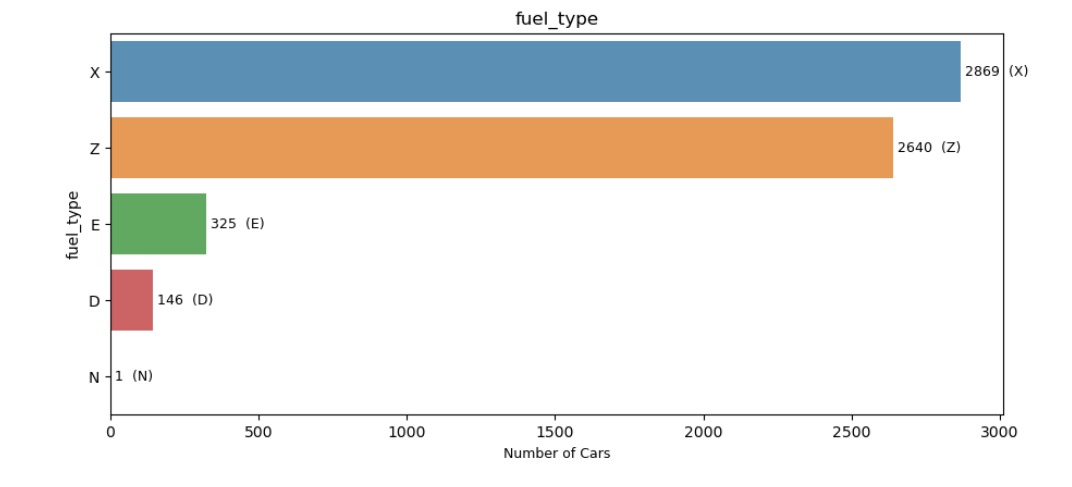 fuel_type
X
2869 (X)
Z
2640 (Z)
fuel_type
E
325 (E)
D
146 (D)
N
1 (N)
0 500 1000 1500 2000 2500 3000
Number of Cars